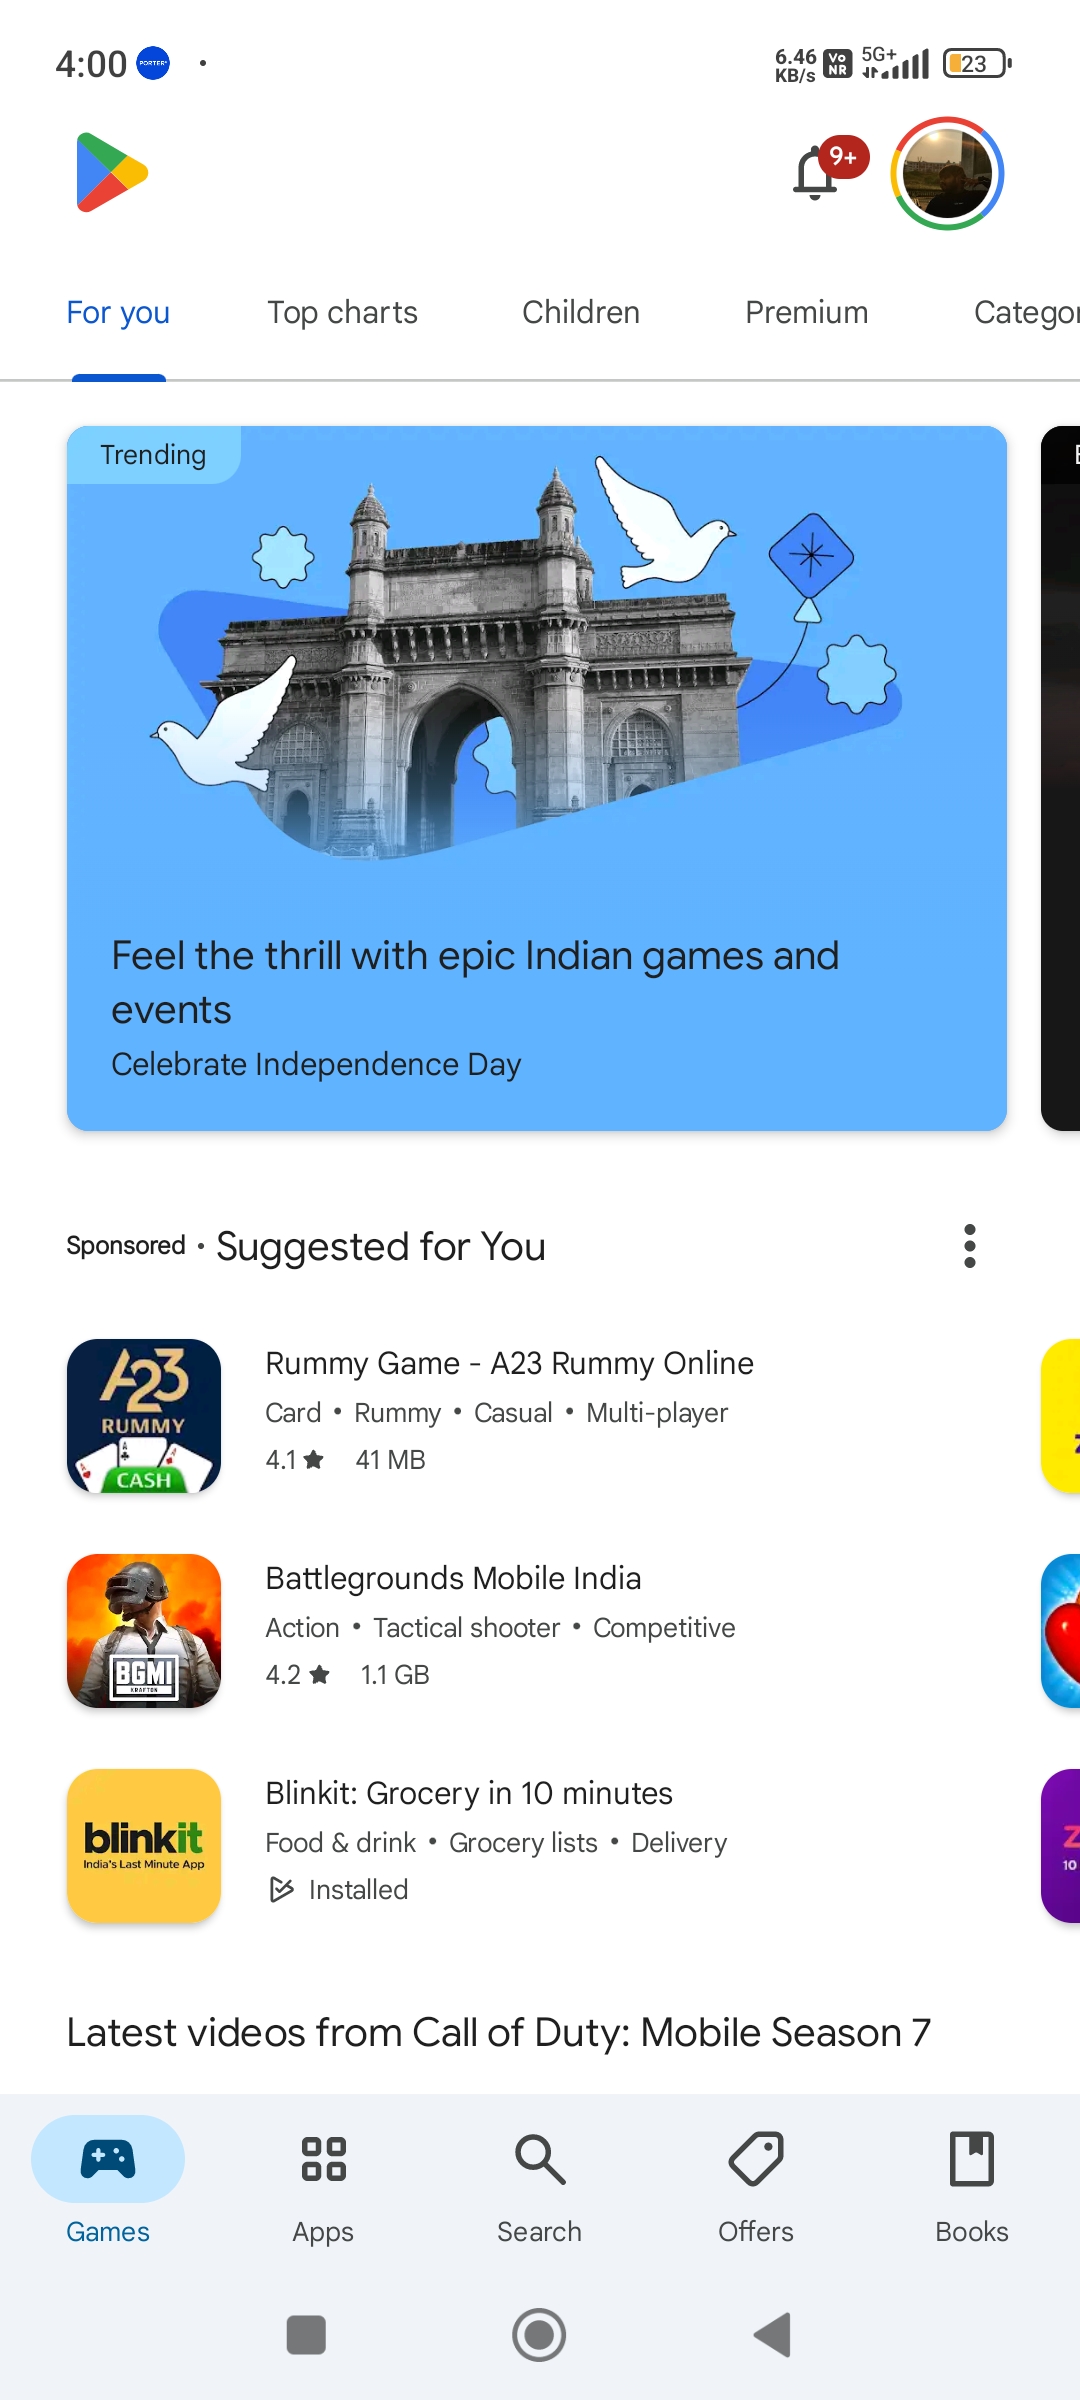 4:00
PORTER
6.46 KB/s
Vo NR
5G+
23
9+
For you
Top charts
Children
Premium
Categor
Trending
Feel the thrill with epic Indian games and
events
Celebrate Independence Day
Sponsored • Suggested for You
A23
RUMMY
CASH
Rummy Game - A23 Rummy Online
Card • Rummy • Casual • Multi-player
4.1 ★ 41 MB
BGMI
KRAFTON
Battlegrounds Mobile India
Action • Tactical shooter • Competitive
4.2 ★ 1.1 GB
blinkit
India's Last Minute App
Blinkit: Grocery in 10 minutes
Food & drink • Grocery lists • Delivery
Installed
10
Latest videos from Call of Duty: Mobile Season 7
Games
Apps
Search
Offers
Books